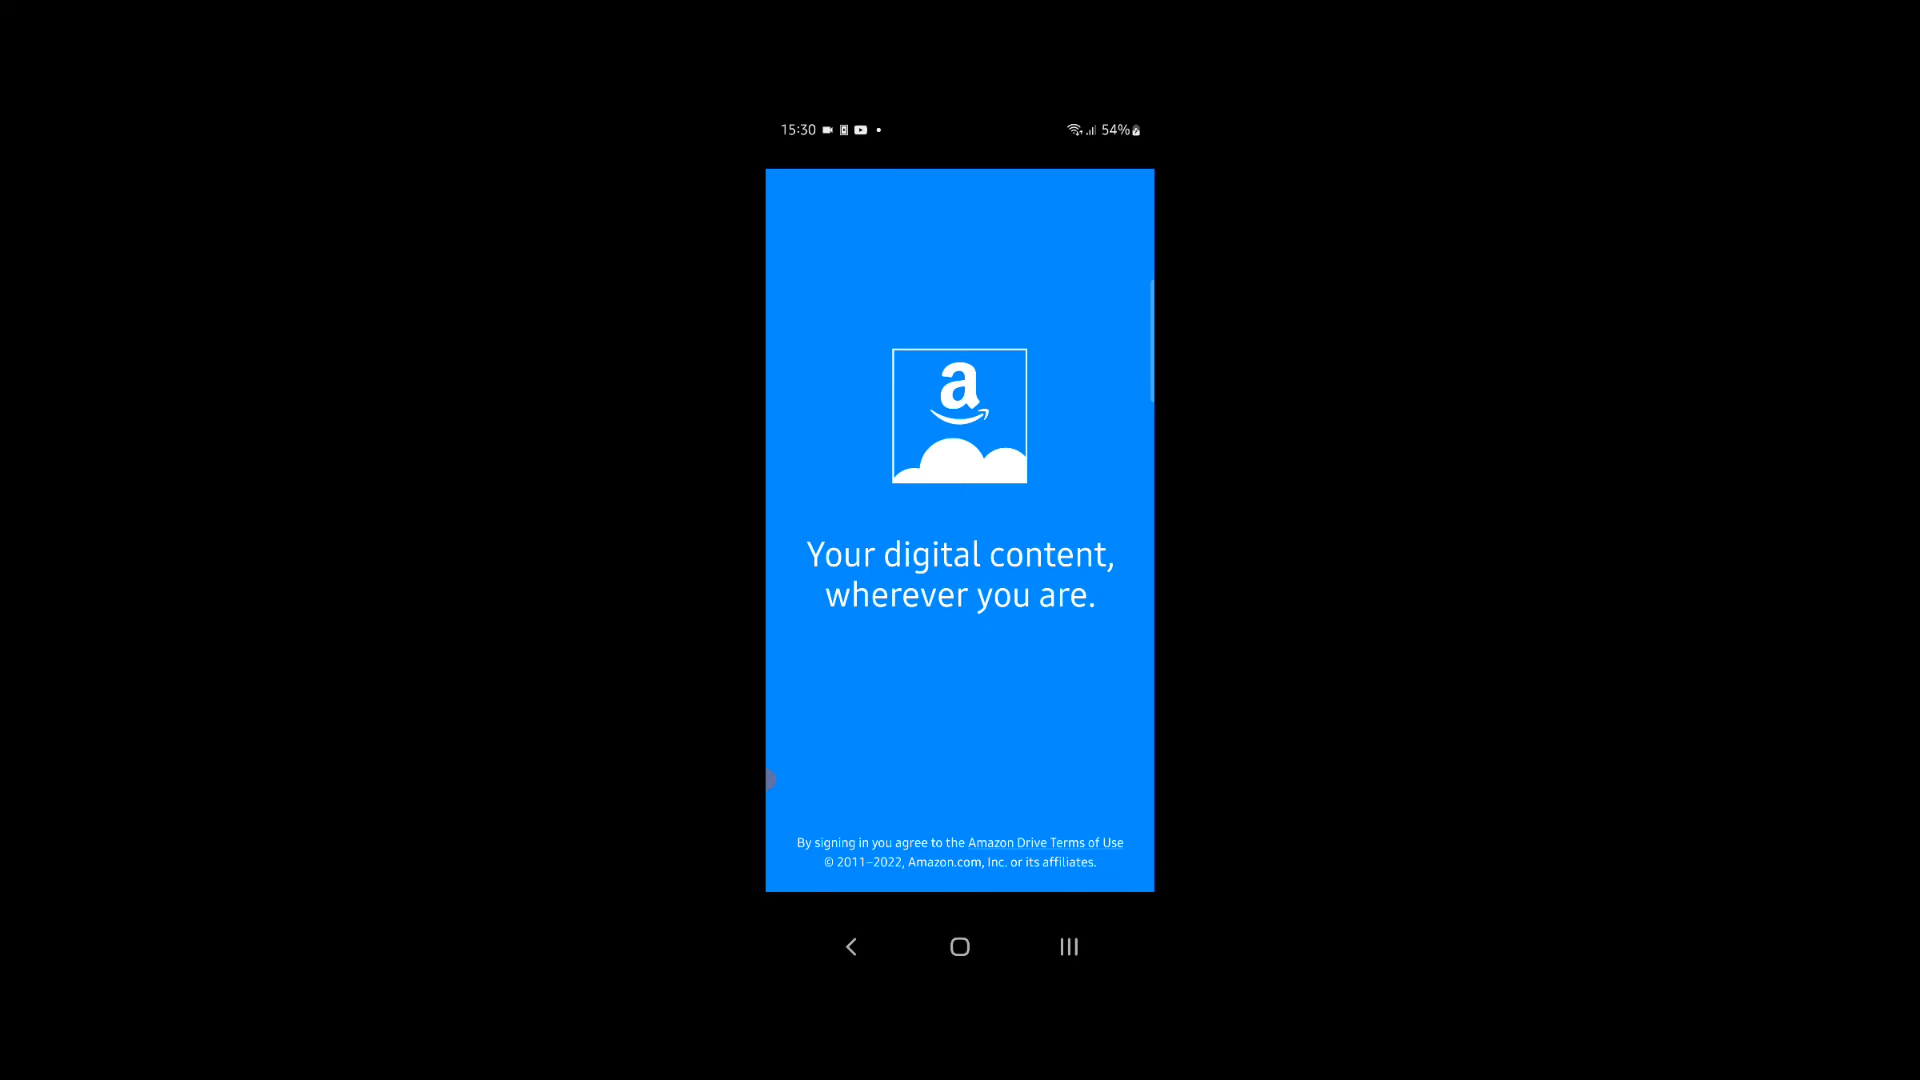 15:30
54%
a
Your digital content,
wherever you are.
By signing in you agree to the Amazon Drive Terms of Use
© 2011–2022, Amazon.com, Inc. or its affiliates.